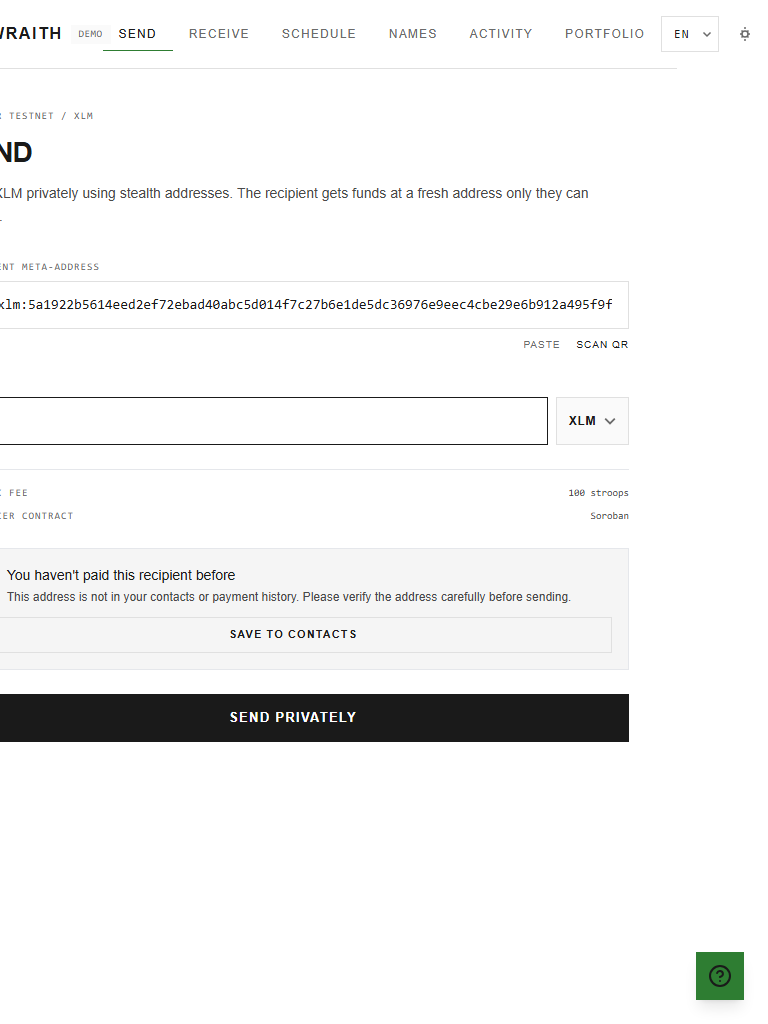 WRAITH DEMO SEND RECEIVE SCHEDULE NAMES ACTIVITY PORTFOLIO EN
TESTNET / XLM
ND
XLM privately using stealth addresses. The recipient gets funds at a fresh address only they can
ENT META-ADDRESS
xlm:5a1922b5614eed2ef72ebad40abc5d014f7c27b6e1de5dc36976e9eec4cbe29e6b912a495f9f
PASTE SCAN QR
XLM
FEE 100 stroops
ER CONTRACT Soroban
You haven't paid this recipient before
This address is not in your contacts or payment history. Please verify the address carefully before sending.
SAVE TO CONTACTS
SEND PRIVATELY